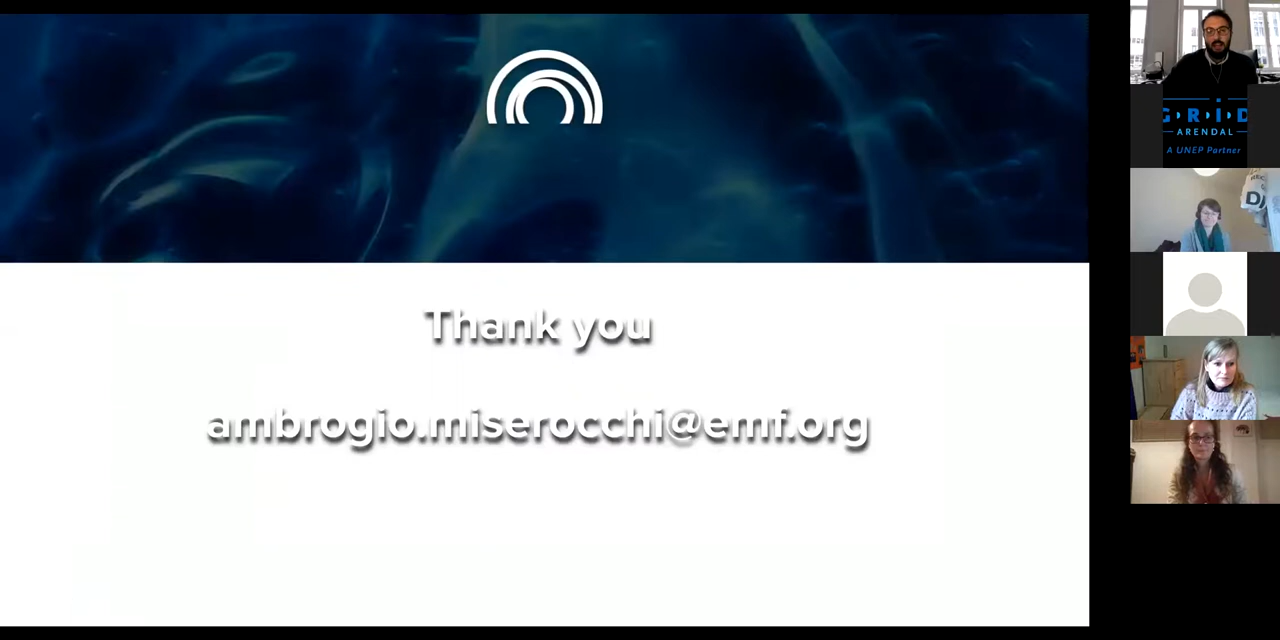 Thank you
ambrogio.miserocchi@emf.org
GRID
ARENDAL
A UNEP Partner